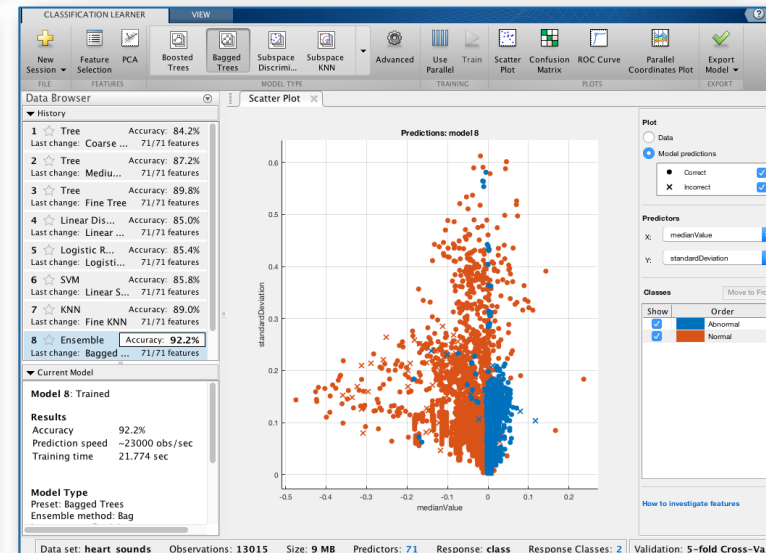 CLASSIFICATION LEARNER VIEW
?
New Session
Feature Selection
PCA
Boosted Trees
Bagged Trees
Subspace Discrimi...
Subspace KNN
Advanced
Use Parallel
Train
Scatter Plot
Confusion Matrix
ROC Curve
Parallel Coordinates Plot
Export Model
FILE FEATURES MODEL TYPE TRAINING PLOTS EXPORT
Data Browser
History
1 Tree Accuracy: 84.2%
Last change: Coarse ... 71/71 features
2 Tree Accuracy: 87.2%
Last change: Mediu... 71/71 features
3 Tree Accuracy: 89.8%
Last change: Fine Tree 71/71 features
4 Linear Dis... Accuracy: 85.0%
Last change: Linear ... 71/71 features
5 Logistic R... Accuracy: 85.4%
Last change: Logisti... 71/71 features
6 SVM Accuracy: 85.8%
Last change: Linear S... 71/71 features
7 KNN Accuracy: 89.0%
Last change: Fine KNN 71/71 features
8 Ensemble Accuracy: 92.2%
Last change: Bagged ... 71/71 features
Current Model
Model 8: Trained
Results
Accuracy 92.2%
Prediction speed ~23000 obs/sec
Training time 21.774 sec
Model Type
Preset: Bagged Trees
Ensemble method: Bag
Scatter Plot
Predictions: model 8
0.6
0.5
0.4
0.3
0.2
0.1
0
standardDeviation
-0.5 -0.4 -0.3 -0.2 -0.1 0 0.1 0.2
medianValue
Plot
Data
Model predictions
Correct
Incorrect
Predictors
X: medianValue
Y: standardDeviation
Classes Move to Fro
Show Order
Abnormal
Normal
How to investigate features
Data set: heart_sounds Observations: 13015 Size: 9 MB Predictors: 71 Response: class Response Classes: 2 Validation: 5-fold Cross-Va